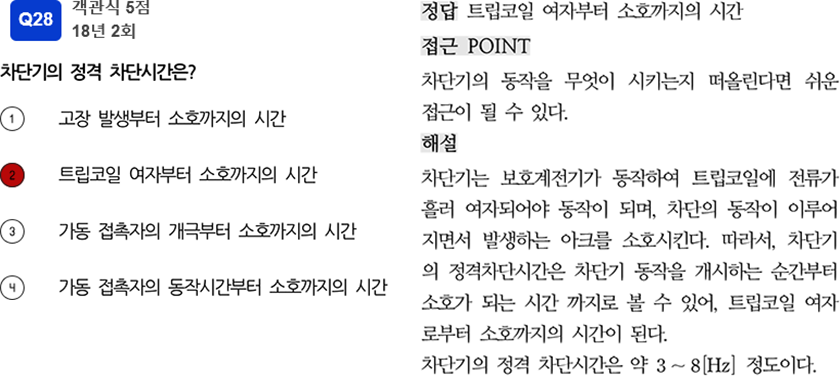 Q28
객관식 5점
18년 2회
차단기의 정격 차단시간은?
1 고장 발생부터 소호까지의 시간
2 트립코일 여자부터 소호까지의 시간
3 가동 접촉자의 개극부터 소호까지의 시간
4 가동 접촉자의 동작시간부터 소호까지의 시간
정답 트립코일 여자부터 소호까지의 시간
접근 POINT
차단기의 동작을 무엇이 시키는지 떠올린다면 쉬운
접근이 될 수 있다.
해설
차단기는 보호계전기가 동작하여 트립코일에 전류가
흘러 여자되어야 동작이 되며, 차단의 동작이 이루어
지면서 발생하는 아크를 소호시킨다. 따라서, 차단기
의 정격차단시간은 차단기 동작을 개시하는 순간부터
소호가 되는 시간 까지로 볼 수 있어, 트립코일 여자
로부터 소호까지의 시간이 된다.
차단기의 정격 차단시간은 약 3 ~ 8[Hz] 정도이다.